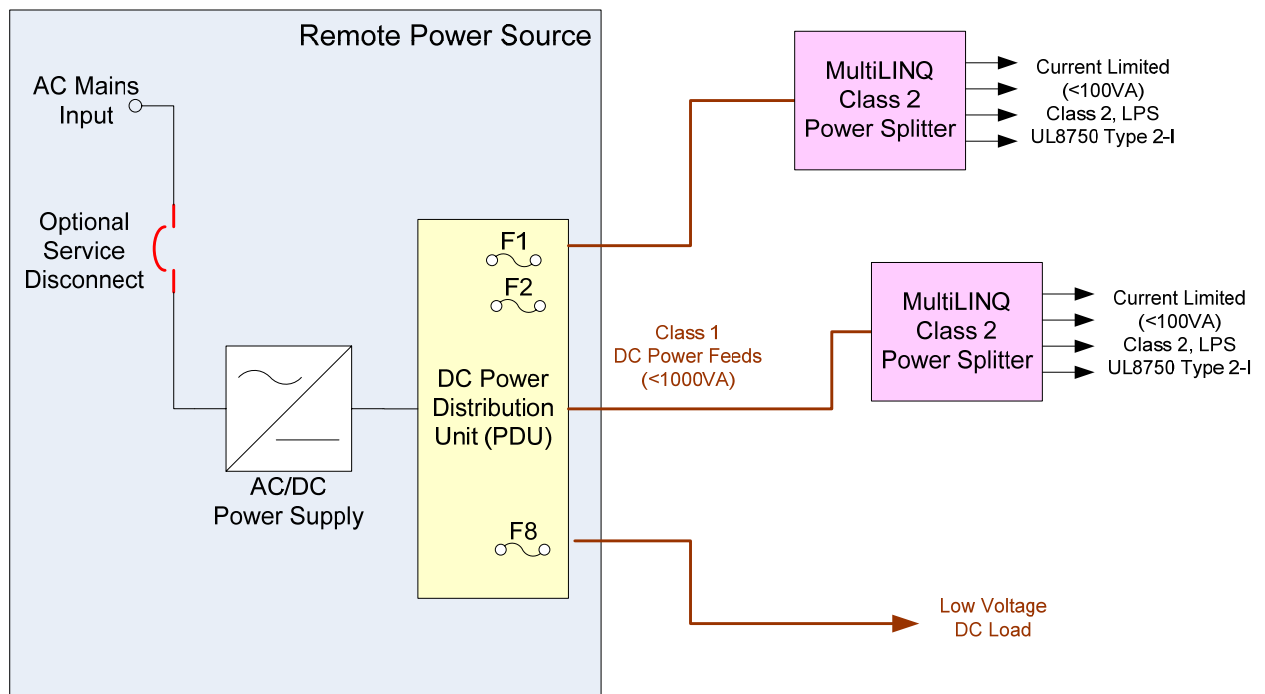 Remote Power Source
AC Mains
Input
Optional
Service
Disconnect
AC/DC
Power Supply
F1
F2
DC Power
Distribution
Unit (PDU)
F8
Class 1
DC Power Feeds
(<1000VA)
MultiLINQ
Class 2
Power Splitter
Current Limited
(<100VA)
Class 2, LPS
UL8750 Type 2-I
MultiLINQ
Class 2
Power Splitter
Current Limited
(<100VA)
Class 2, LPS
UL8750 Type 2-I
Low Voltage
DC Load